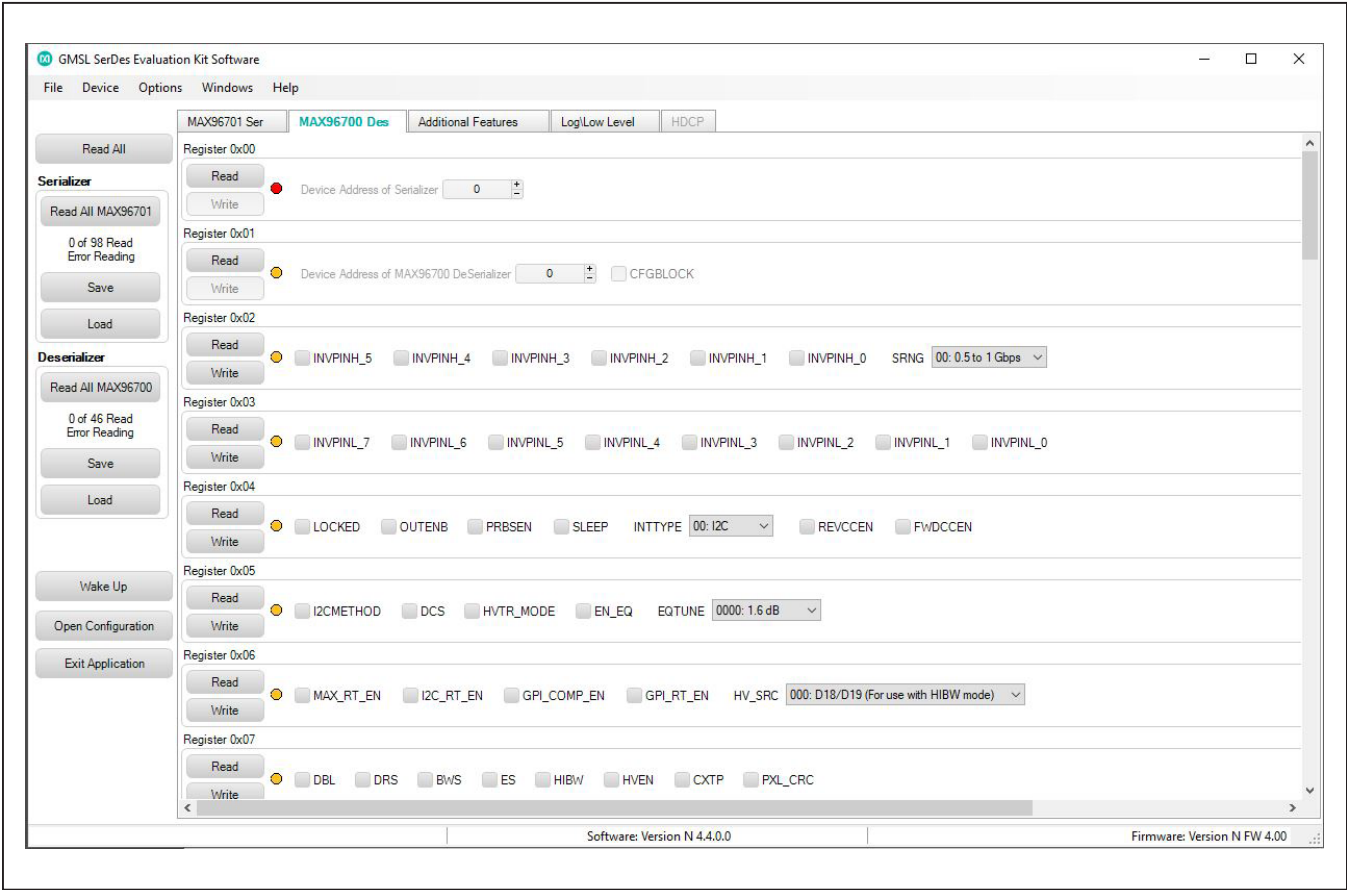 GMSL SerDes Evaluation Kit Software
File Device Options Windows Help
MAX96701 Ser MAX96700 Des Additional Features Log\Low Level HDCP
Read All
Serializer
Read All MAX96701
0 of 98 Read
Error Reading
Save
Load
Deserializer
Read All MAX96700
0 of 46 Read
Error Reading
Save
Load
Wake Up
Open Configuration
Exit Application
Register 0x00
Read
Device Address of Serializer 0 + -
Write
Register 0x01
Read
Device Address of MAX96700 DeSerializer 0 + - CFGBLOCK
Write
Register 0x02
Read
INVPINH_5 INVPINH_4 INVPINH_3 INVPINH_2 INVPINH_1 INVPINH_0 SRNG 00: 0.5 to 1 Gbps
Write
Register 0x03
Read
INVPINL_7 INVPINL_6 INVPINL_5 INVPINL_4 INVPINL_3 INVPINL_2 INVPINL_1 INVPINL_0
Write
Register 0x04
Read
LOCKED OUTENB PRBSEN SLEEP INTTYPE 00: I2C REVCCEN FWDCCEN
Write
Register 0x05
Read
I2CMETHOD DCS HVTR_MODE EN_EQ EQTUNE 0000: 1.6 dB
Write
Register 0x06
Read
MAX_RT_EN I2C_RT_EN GPI_COMP_EN GPI_RT_EN HV_SRC 000: D18/D19 (For use with HIBW mode)
Write
Register 0x07
Read
DBL DRS BWS ES HIBW HVEN CXTP PXL_CRC
Write
Software: Version N 4.4.0.0
Firmware: Version N FW 4.00